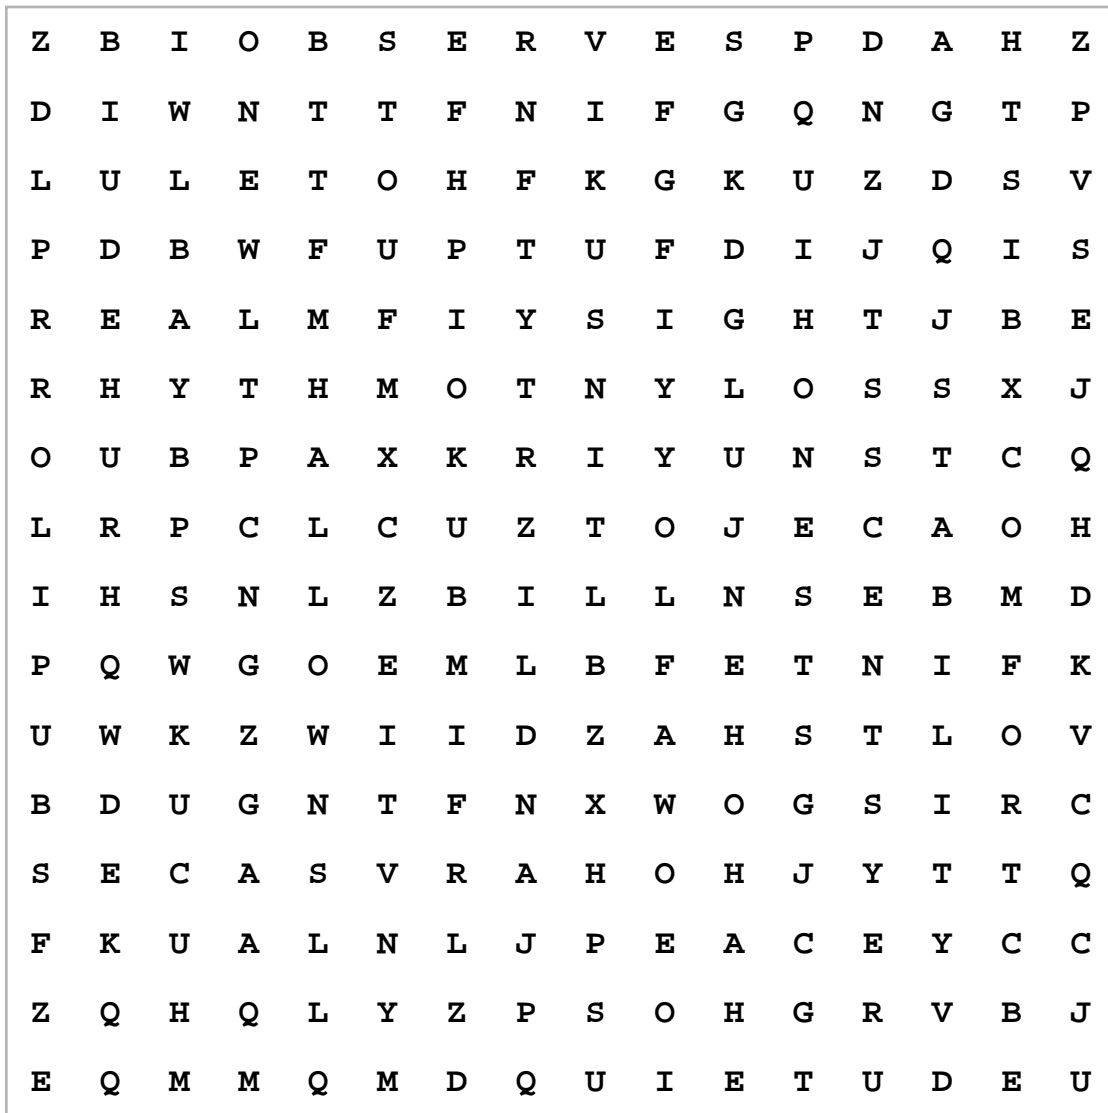 Z B I O B S E R V E S P D A H Z
D I W N T T F N I F G Q N G T P
L U L E T O H F K G K U Z D S V
P D B W F U P T U F D I J Q I S
R E A L M F I Y S I G H T J B E
R H Y T H M O T N Y L O S S X J
O U B P A X K R I Y U N S T C Q
L R P C L C U Z T O J E C A O H
I H S N L Z B I L L N S E B M D
P Q W G O E M L B F E T N I F K
U W K Z W I I D Z A H S T L O V
B D U G N T F N X W O G S I R C
S E C A S V R A H O H J Y T T Q
F K U A L N L J P E A C E Y C C
Z Q H Q L Y Z P S O H G R V B J
E Q M M Q M D Q U I E T U D E U